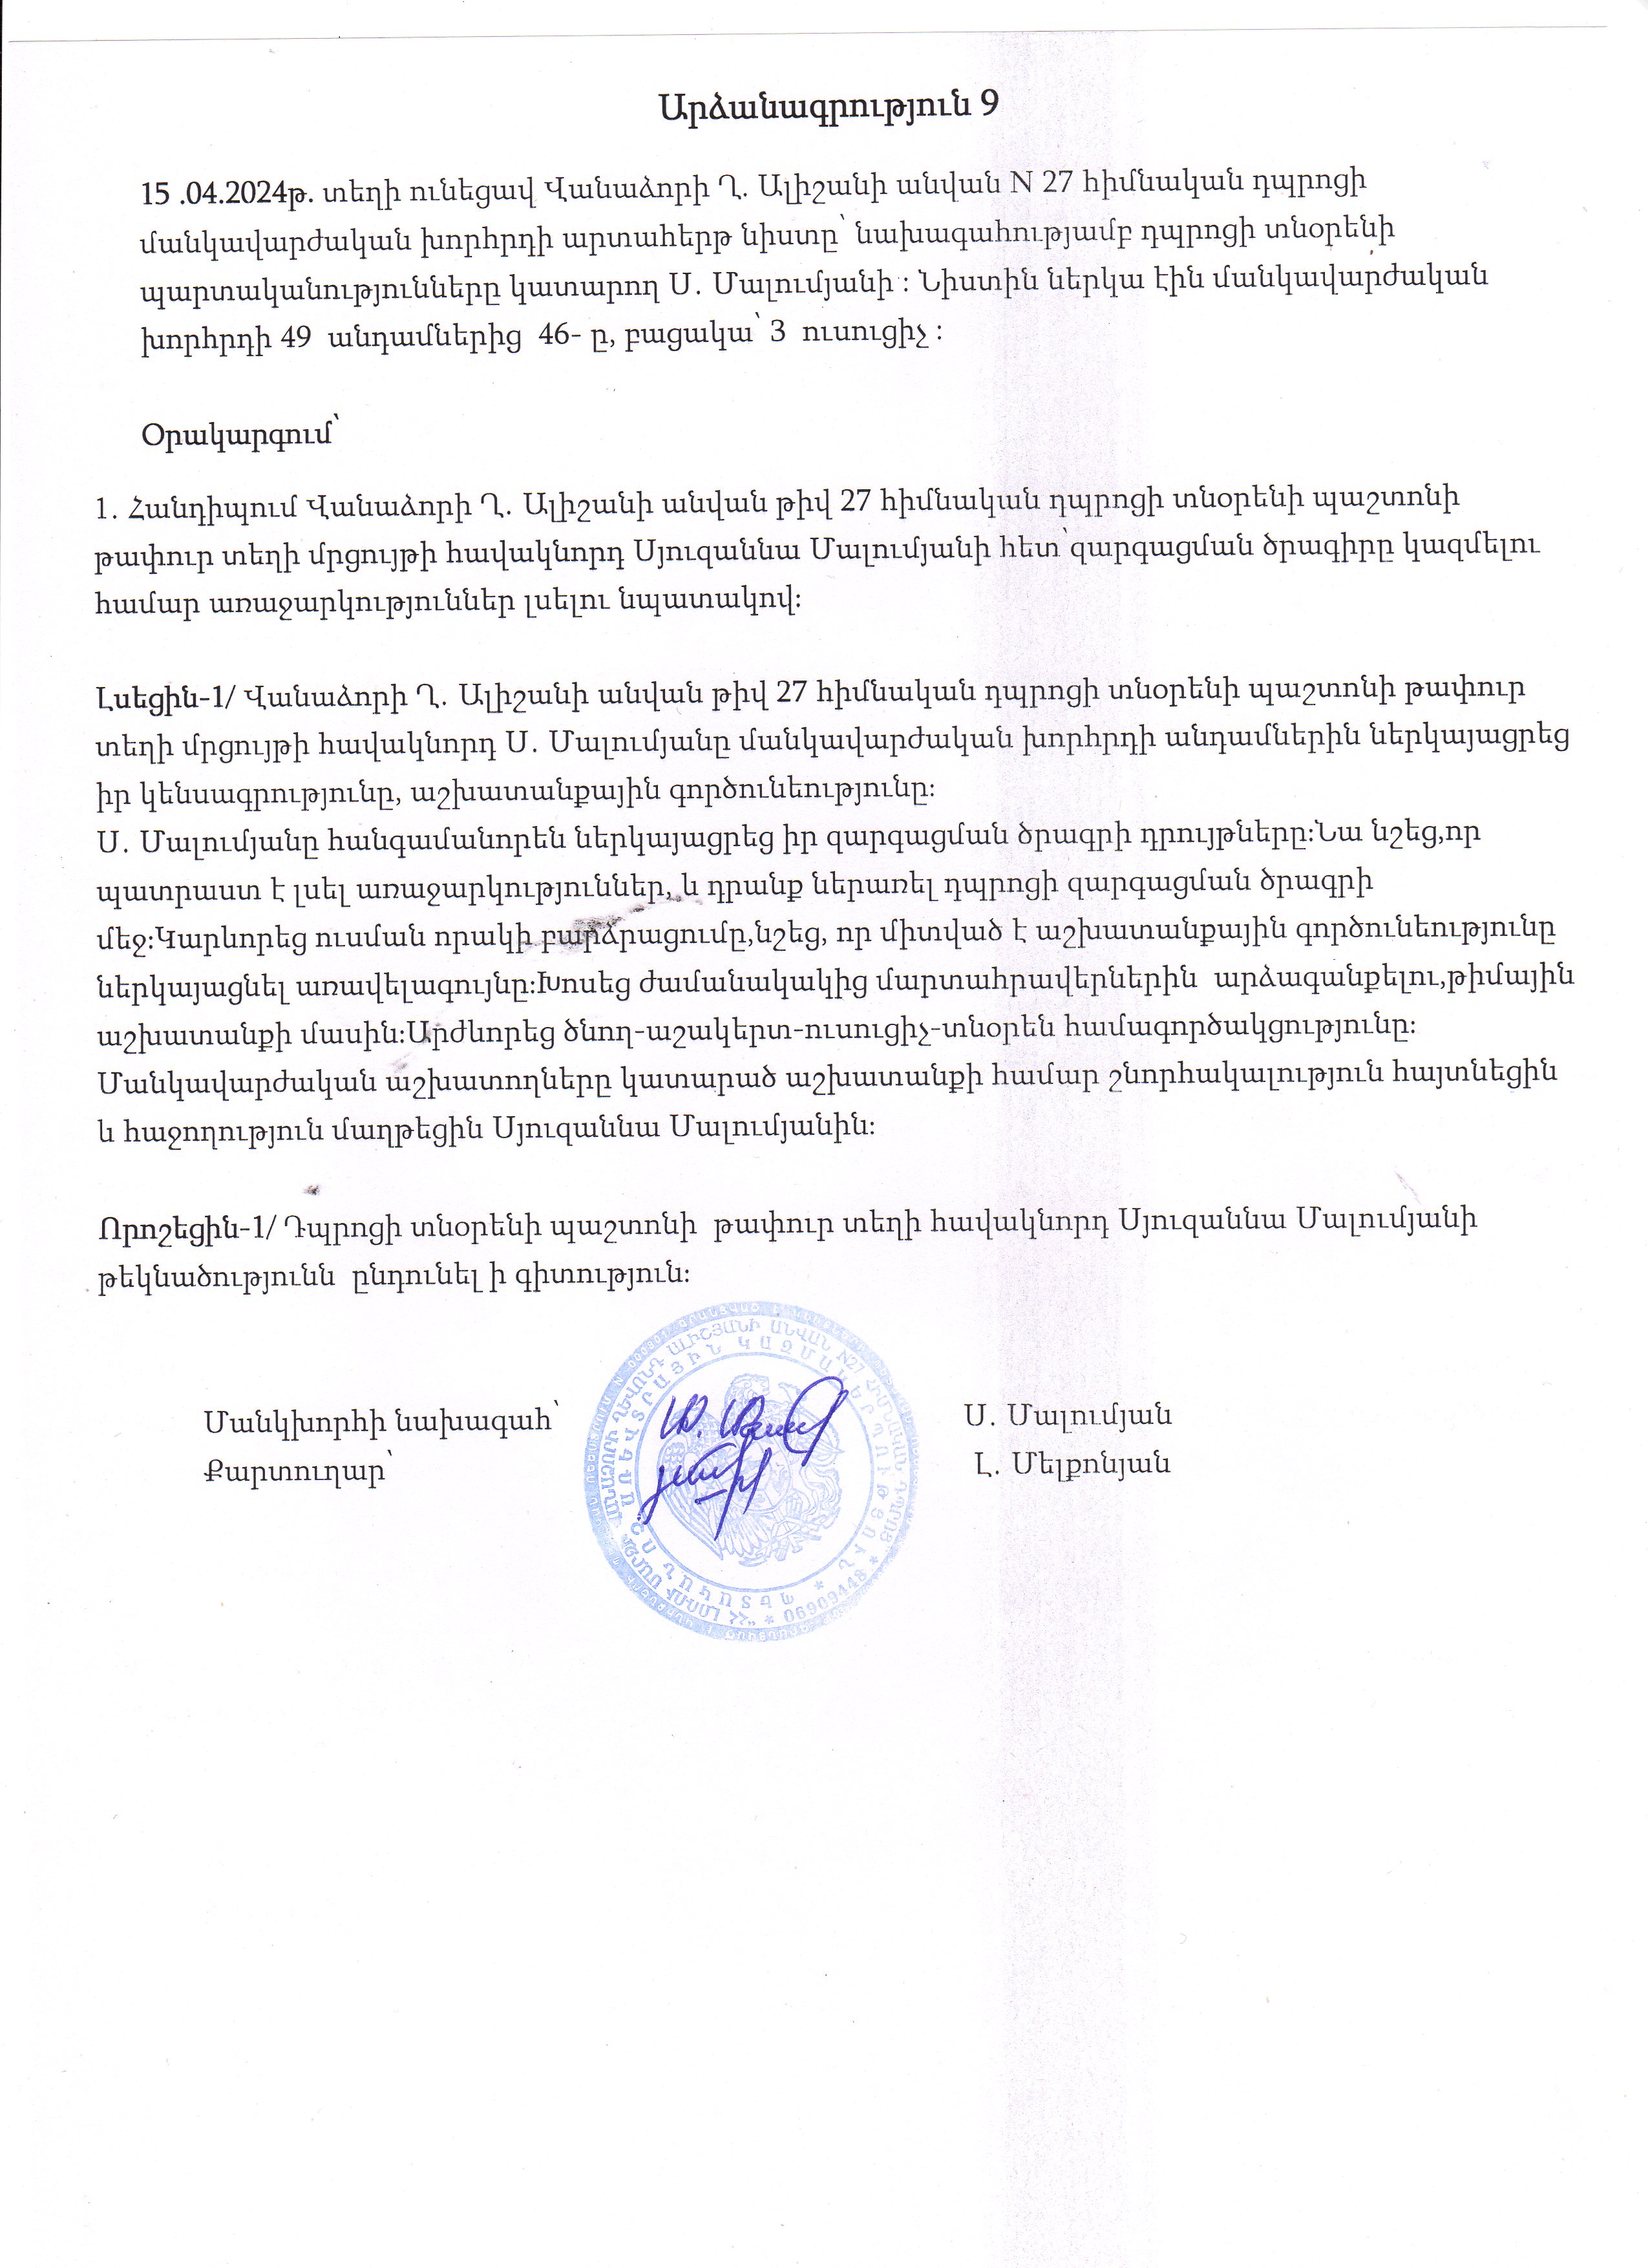 Արձանագրություն 9
15 .04.2024թ. տեղի ունեցավ Վանաձորի Ղ. Ալիշանի անվան N 27 հիմնական դպրոցի
մանկավարժական խորհրդի արտահերթ նիստը՝ նախագահությամբ դպրոցի տնօրենի
պարտականությունները կատարող Ս. Մալումյանի : Նիստին ներկա էին մանկավարժական
խորհրդի 49 անդամներից 46- ը, բացակա՝ 3 ուսուցիչ :
Օրակարգում՝
1. Հանդիպում Վանաձորի Ղ. Ալիշանի անվան թիվ 27 հիմնական դպրոցի տնօրենի պաշտոնի
թափուր տեղի մրցույթի հավակնորդ Սյուզաննա Մալումյանի հետ՝զարգացման ծրագիրը կազմելու
համար առաջարկություններ լսելու նպատակով:
Լսեցին-1/ Վանաձորի Ղ. Ալիշանի անվան թիվ 27 հիմնական դպրոցի տնօրենի պաշտոնի թափուր
տեղի մրցույթի հավակնորդ Ս. Մալումյանը մանկավարժական խորհրդի անդամներին ներկայացրեց
իր կենսագրությունը, աշխատանքային գործունեությունը:
Ս. Մալումյանը հանգամանորեն ներկայացրեց իր զարգացման ծրագրի դրույթները:Նա նշեց,որ
պատրաստ է լսել առաջարկություններ, և դրանք ներառել դպրոցի զարգացման ծրագրի
մեջ:Կարևորեց ուսման որակի բարձրացումը,նշեց, որ միտված է աշխատանքային գործունեությունը
ներկայացնել առավելագույնը:Խոսեց ժամանակակից մարտահրավերներին արձագանքելու,թիմային
աշխատանքի մասին:Արժևորեց ծնող-աշակերտ-ուսուցիչ-տնօրեն համագործակցությունը:
Մանկավարժական աշխատողները կատարած աշխատանքի համար շնորհակալություն հայտնեցին
և հաջողություն մաղթեցին Սյուզաննա Մալումյանին:
Որոշեցին-1/ Դպրոցի տնօրենի պաշտոնի թափուր տեղի հավակնորդ Սյուզաննա Մալումյանի
թեկնածությունն ընդունել ի գիտություն:
Մանկխորհի նախագահ՝ Ս. Մալումյան
Քարտուղար՝ Լ. Մելքոնյան
ՂԵՎՈՆԴ ԱԼԻՇԱՆԻ ԱՆՎԱՆ N27 ՀԻՄՆԱԿԱՆ ԴՊՐՈՑ * 06909448 *
ՊԵՏԱԿԱՆ ՈՉ ԱՌԵՎՏՐԱՅԻՆ ԿԱԶՄԱԿԵՐՊՈՒԹՅՈՒՆ